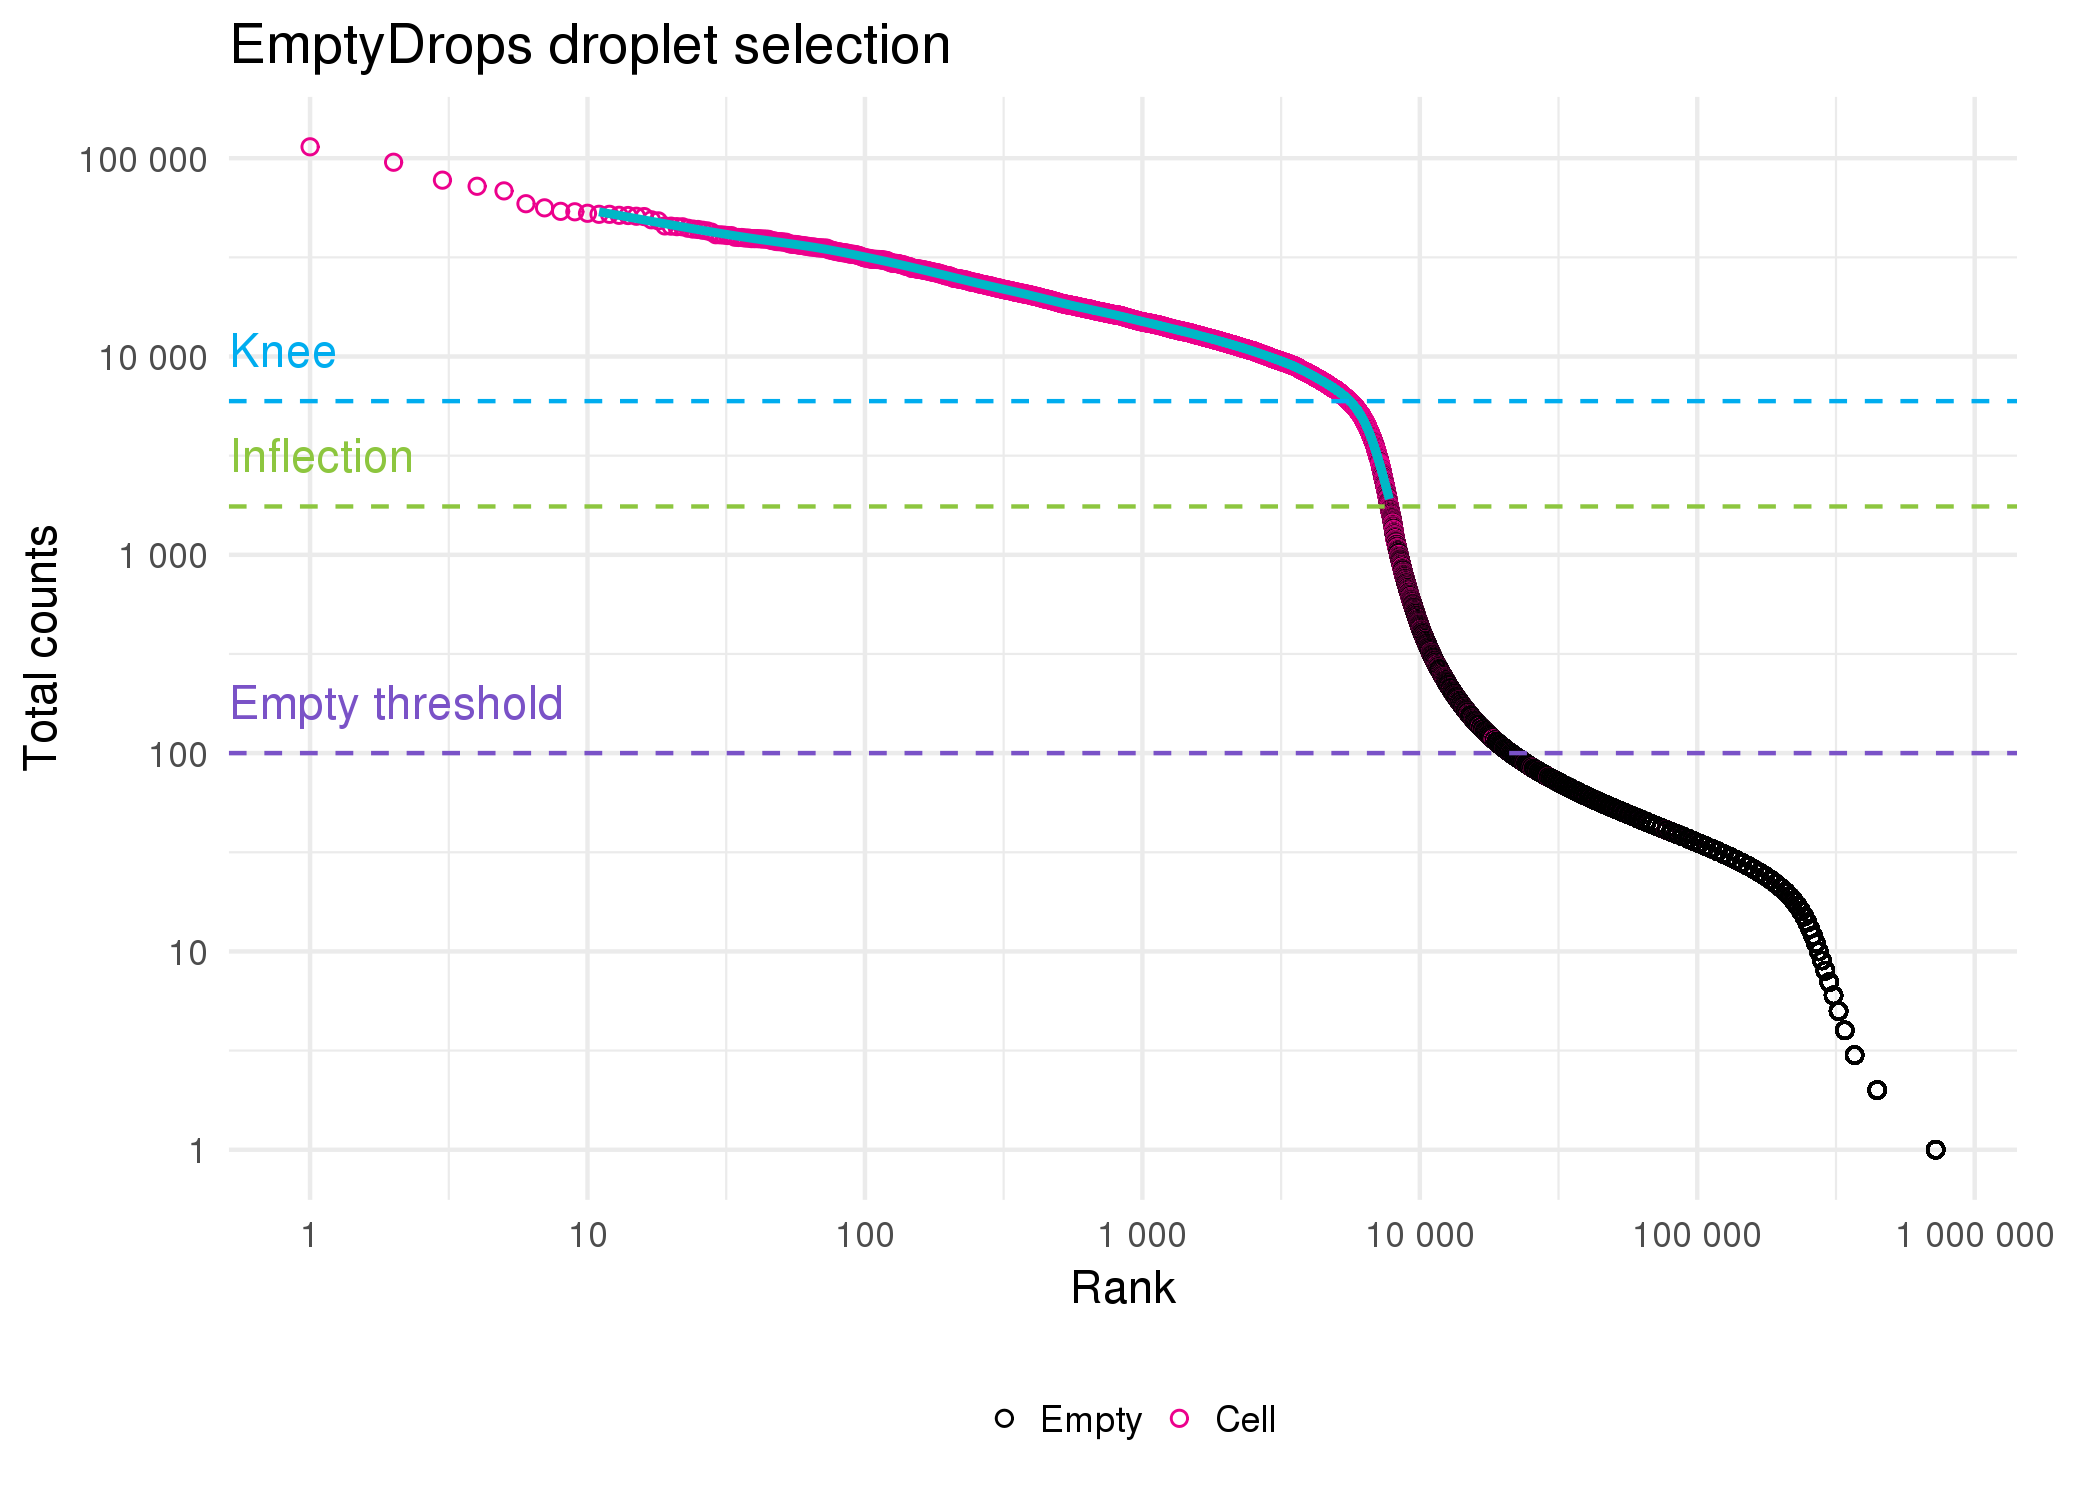 EmptyDrops droplet selection
100 000
10 000
1 000
100
10
1
Total counts
Knee
Inflection
Empty threshold
1
10
100
1 000
10 000
100 000
1 000 000
Rank
Empty
Cell